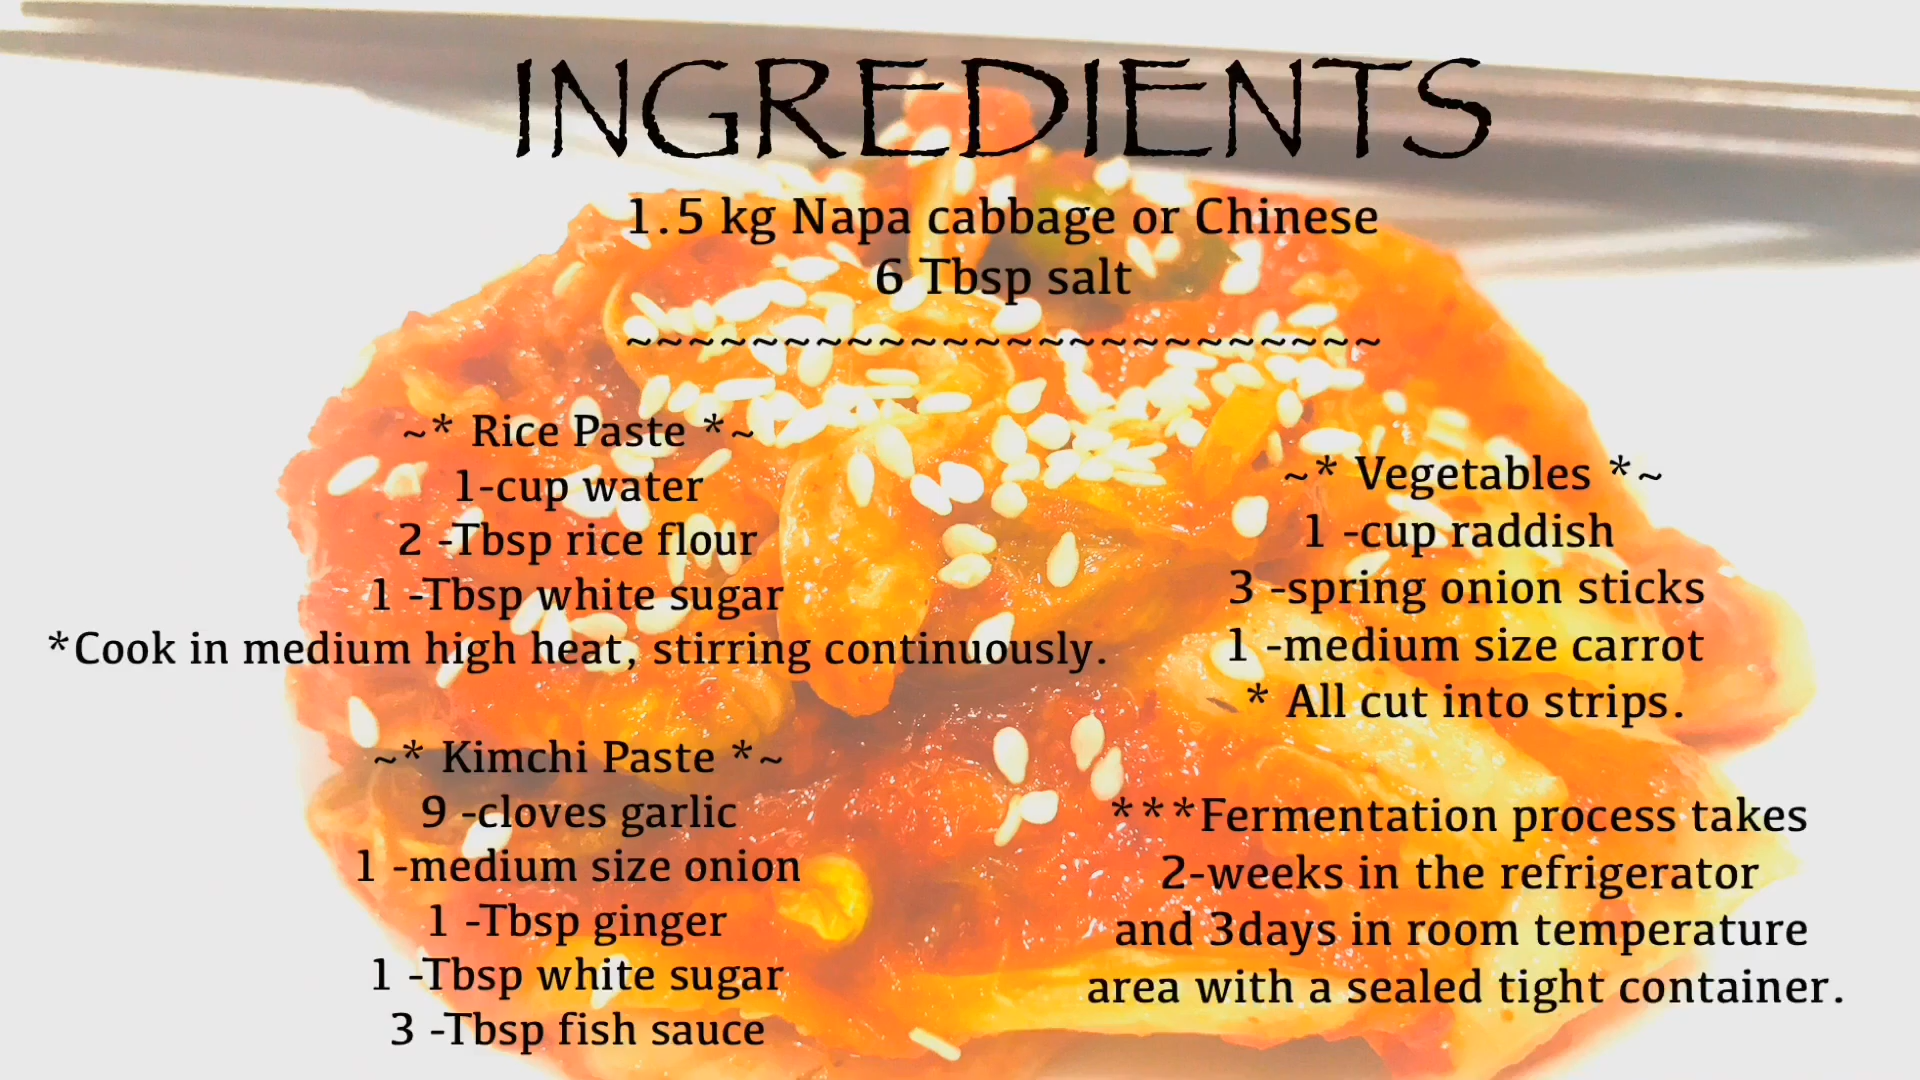 INGREDIENTS
1.5 kg Napa cabbage or Chinese
6 Tbsp salt
~~~~~~~~~~~~~~~~~~~~~~~~
~* Rice Paste *~
1-cup water
2 -Tbsp rice flour
1 -Tbsp white sugar
*Cook in medium high heat, stirring continuously.
~* Kimchi Paste *~
9 -cloves garlic
1 -medium size onion
1 -Tbsp ginger
1 -Tbsp white sugar
3 -Tbsp fish sauce
~* Vegetables *~
1 -cup raddish
3 -spring onion sticks
1 -medium size carrot
* All cut into strips.
***Fermentation process takes
2-weeks in the refrigerator
and 3days in room temperature
area with a sealed tight container.